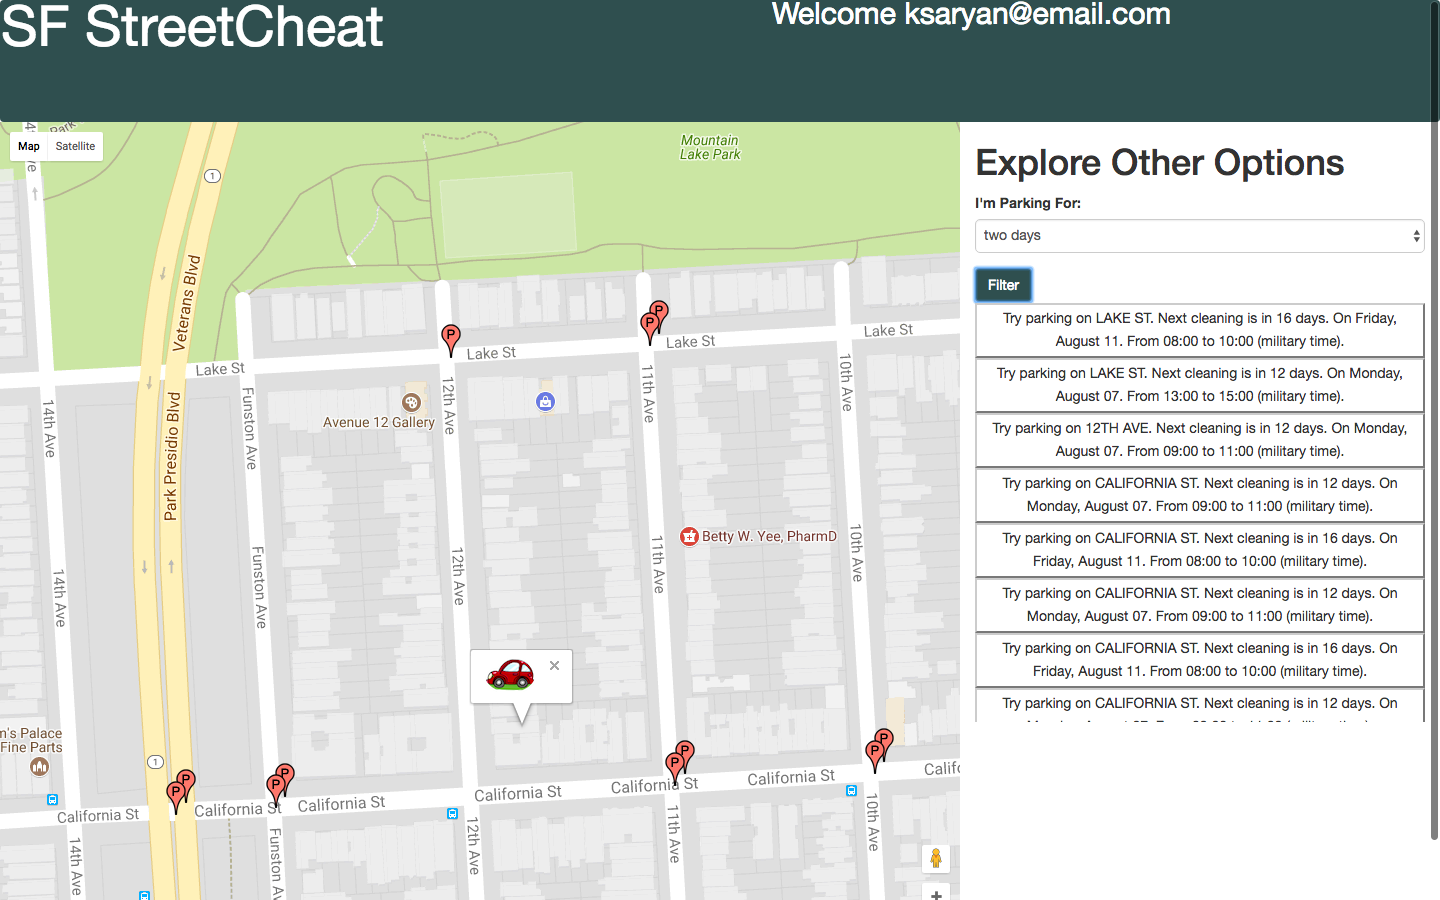 SF StreetCheat
Welcome ksaryan@email.com
Map
Satellite
Park
Mountain
Lake Park
1
Veterans Blvd
Park Presidio Blvd
Lake St
Lake St
Lake St
Lake St
14th Ave
14th Ave
14th Ave
Funston Ave
Funston Ave
Funston Av
12th Ave
12th Ave
12th Ave
11th Ave
11th Ave
11th Ave
10th Ave
10th Ave
10th Ave
P
P
P
Avenue 12 Gallery
Betty W. Yee, PharmD
m's Palace
Fine Parts
1
P
P
P
P
P
P
P
P
California St
California St
California St
California St
California St
California St
Calif
Explore Other Options
I'm Parking For:
two days
Filter
Try parking on LAKE ST. Next cleaning is in 16 days. On Friday,
August 11. From 08:00 to 10:00 (military time).
Try parking on LAKE ST. Next cleaning is in 12 days. On Monday,
August 07. From 13:00 to 15:00 (military time).
Try parking on 12TH AVE. Next cleaning is in 12 days. On Monday,
August 07. From 09:00 to 11:00 (military time).
Try parking on CALIFORNIA ST. Next cleaning is in 12 days. On
Monday, August 07. From 09:00 to 11:00 (military time).
Try parking on CALIFORNIA ST. Next cleaning is in 16 days. On
Friday, August 11. From 08:00 to 10:00 (military time).
Try parking on CALIFORNIA ST. Next cleaning is in 12 days. On
Monday, August 07. From 09:00 to 11:00 (military time).
Try parking on CALIFORNIA ST. Next cleaning is in 16 days. On
Friday, August 11. From 08:00 to 10:00 (military time).
Try parking on CALIFORNIA ST. Next cleaning is in 12 days. On